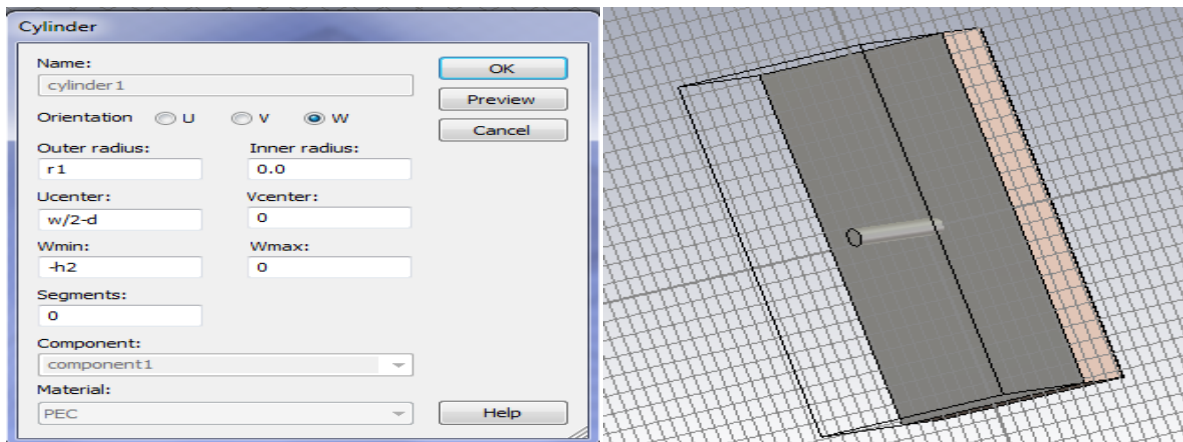 Cylinder
Name:
cylinder1
OK
Preview
Orientation U V W
Cancel
Outer radius: Inner radius:
r1 0.0
Ucenter: Vcenter:
w/2-d 0
Wmin: Wmax:
-h2 0
Segments:
0
Component:
component1
Material:
PEC Help